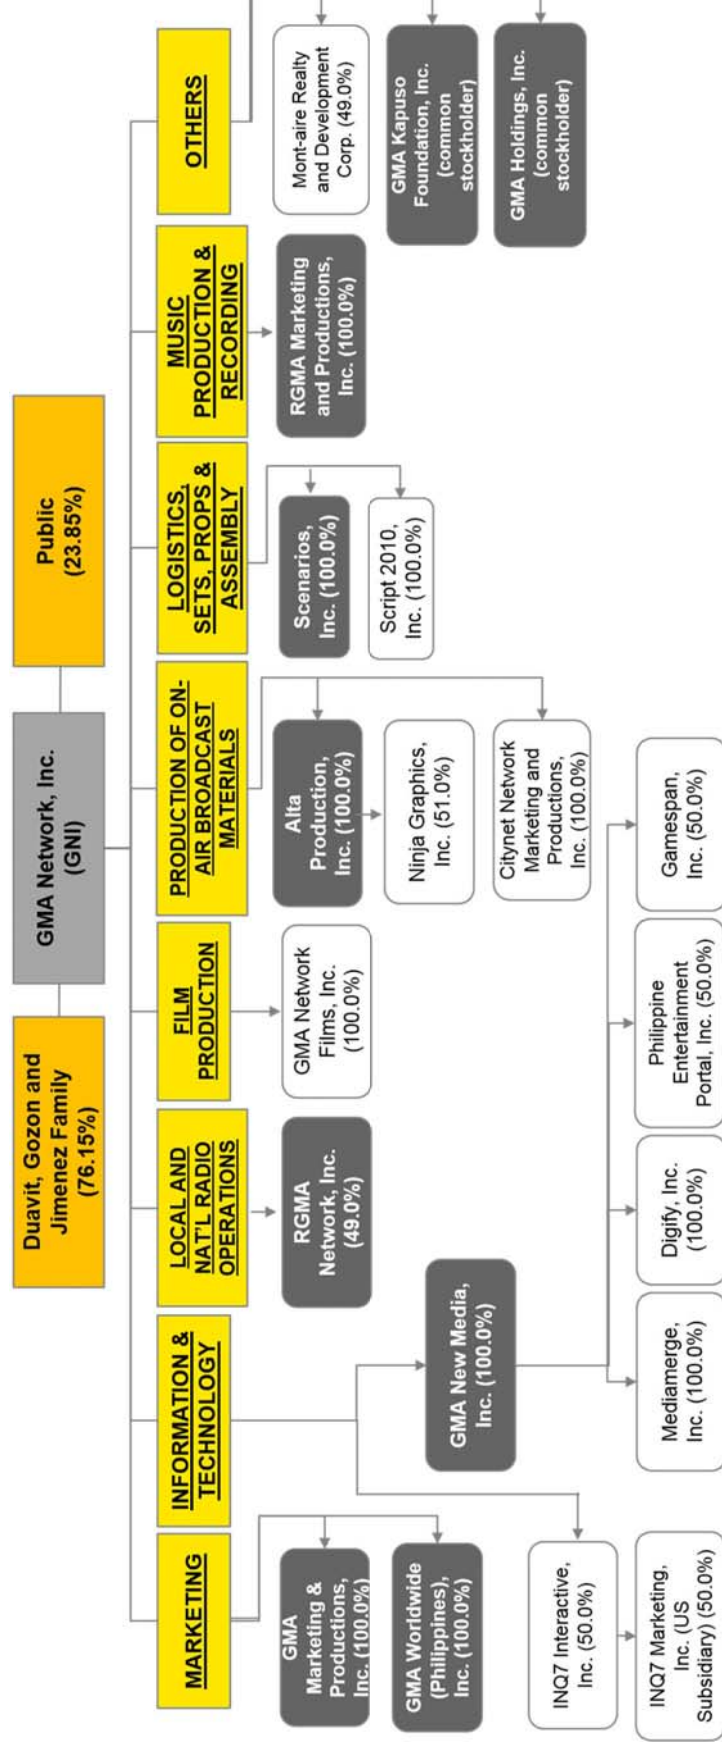 Duavit, Gozon and
Jimenez Family
(76.15%)
GMA Network, Inc.
(GNI)
Public
(23.85%)
MARKETING
INFORMATION &
TECHNOLOGY
LOCAL AND
NAT'L RADIO
OPERATIONS
FILM
PRODUCTION
PRODUCTION OF ON-
AIR BROADCAST
MATERIALS
LOGISTICS,
SETS, PROPS &
ASSEMBLY
MUSIC
PRODUCTION &
RECORDING
OTHERS
GMA
Marketing &
Productions,
Inc. (100.0%)
GMA Worldwide
(Philippines),
Inc. (100.0%)
INQ7 Interactive,
Inc. (50.0%)
INQ7 Marketing,
Inc. (US
Subsidiary) (50.0%)
GMA New Media,
Inc. (100.0%)
Mediamerge,
Inc. (100.0%)
Digify, Inc.
(100.0%)
Philippine
Entertainment
Portal, Inc. (50.0%)
Gamespan,
Inc. (50.0%)
RGMA
Network, Inc.
(49.0%)
GMA Network
Films, Inc.
(100.0%)
Alta
Production,
Inc. (100.0%)
Ninja Graphics,
Inc. (51.0%)
Citynet Network
Marketing and
Productions,
Inc. (100.0%)
Scenarios,
Inc. (100.0%)
Script 2010,
Inc. (100.0%)
RGMA Marketing
and Productions,
Inc. (100.0%)
Mont-aire Realty
and Development
Corp. (49.0%)
GMA Kapuso
Foundation, Inc.
(common
stockholder)
GMA Holdings, Inc.
(common
stockholder)